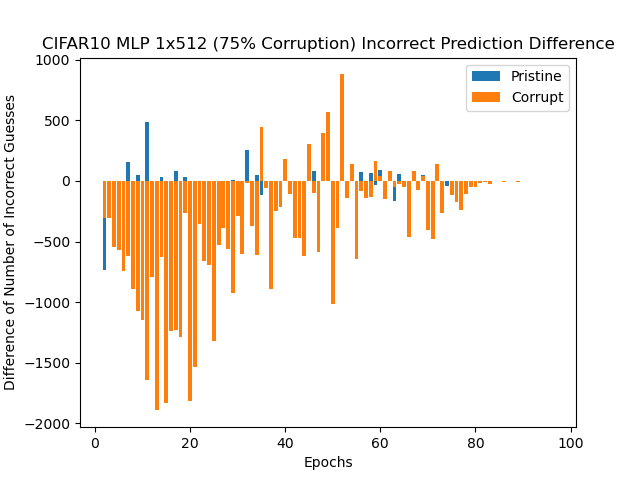 CIFAR10 MLP 1x512 (75% Corruption) Incorrect Prediction Difference
Pristine
Corrupt
Difference of Number of Incorrect Guesses
1000
500
0
−500
−1000
−1500
−2000
0 20 40 60 80 100
Epochs